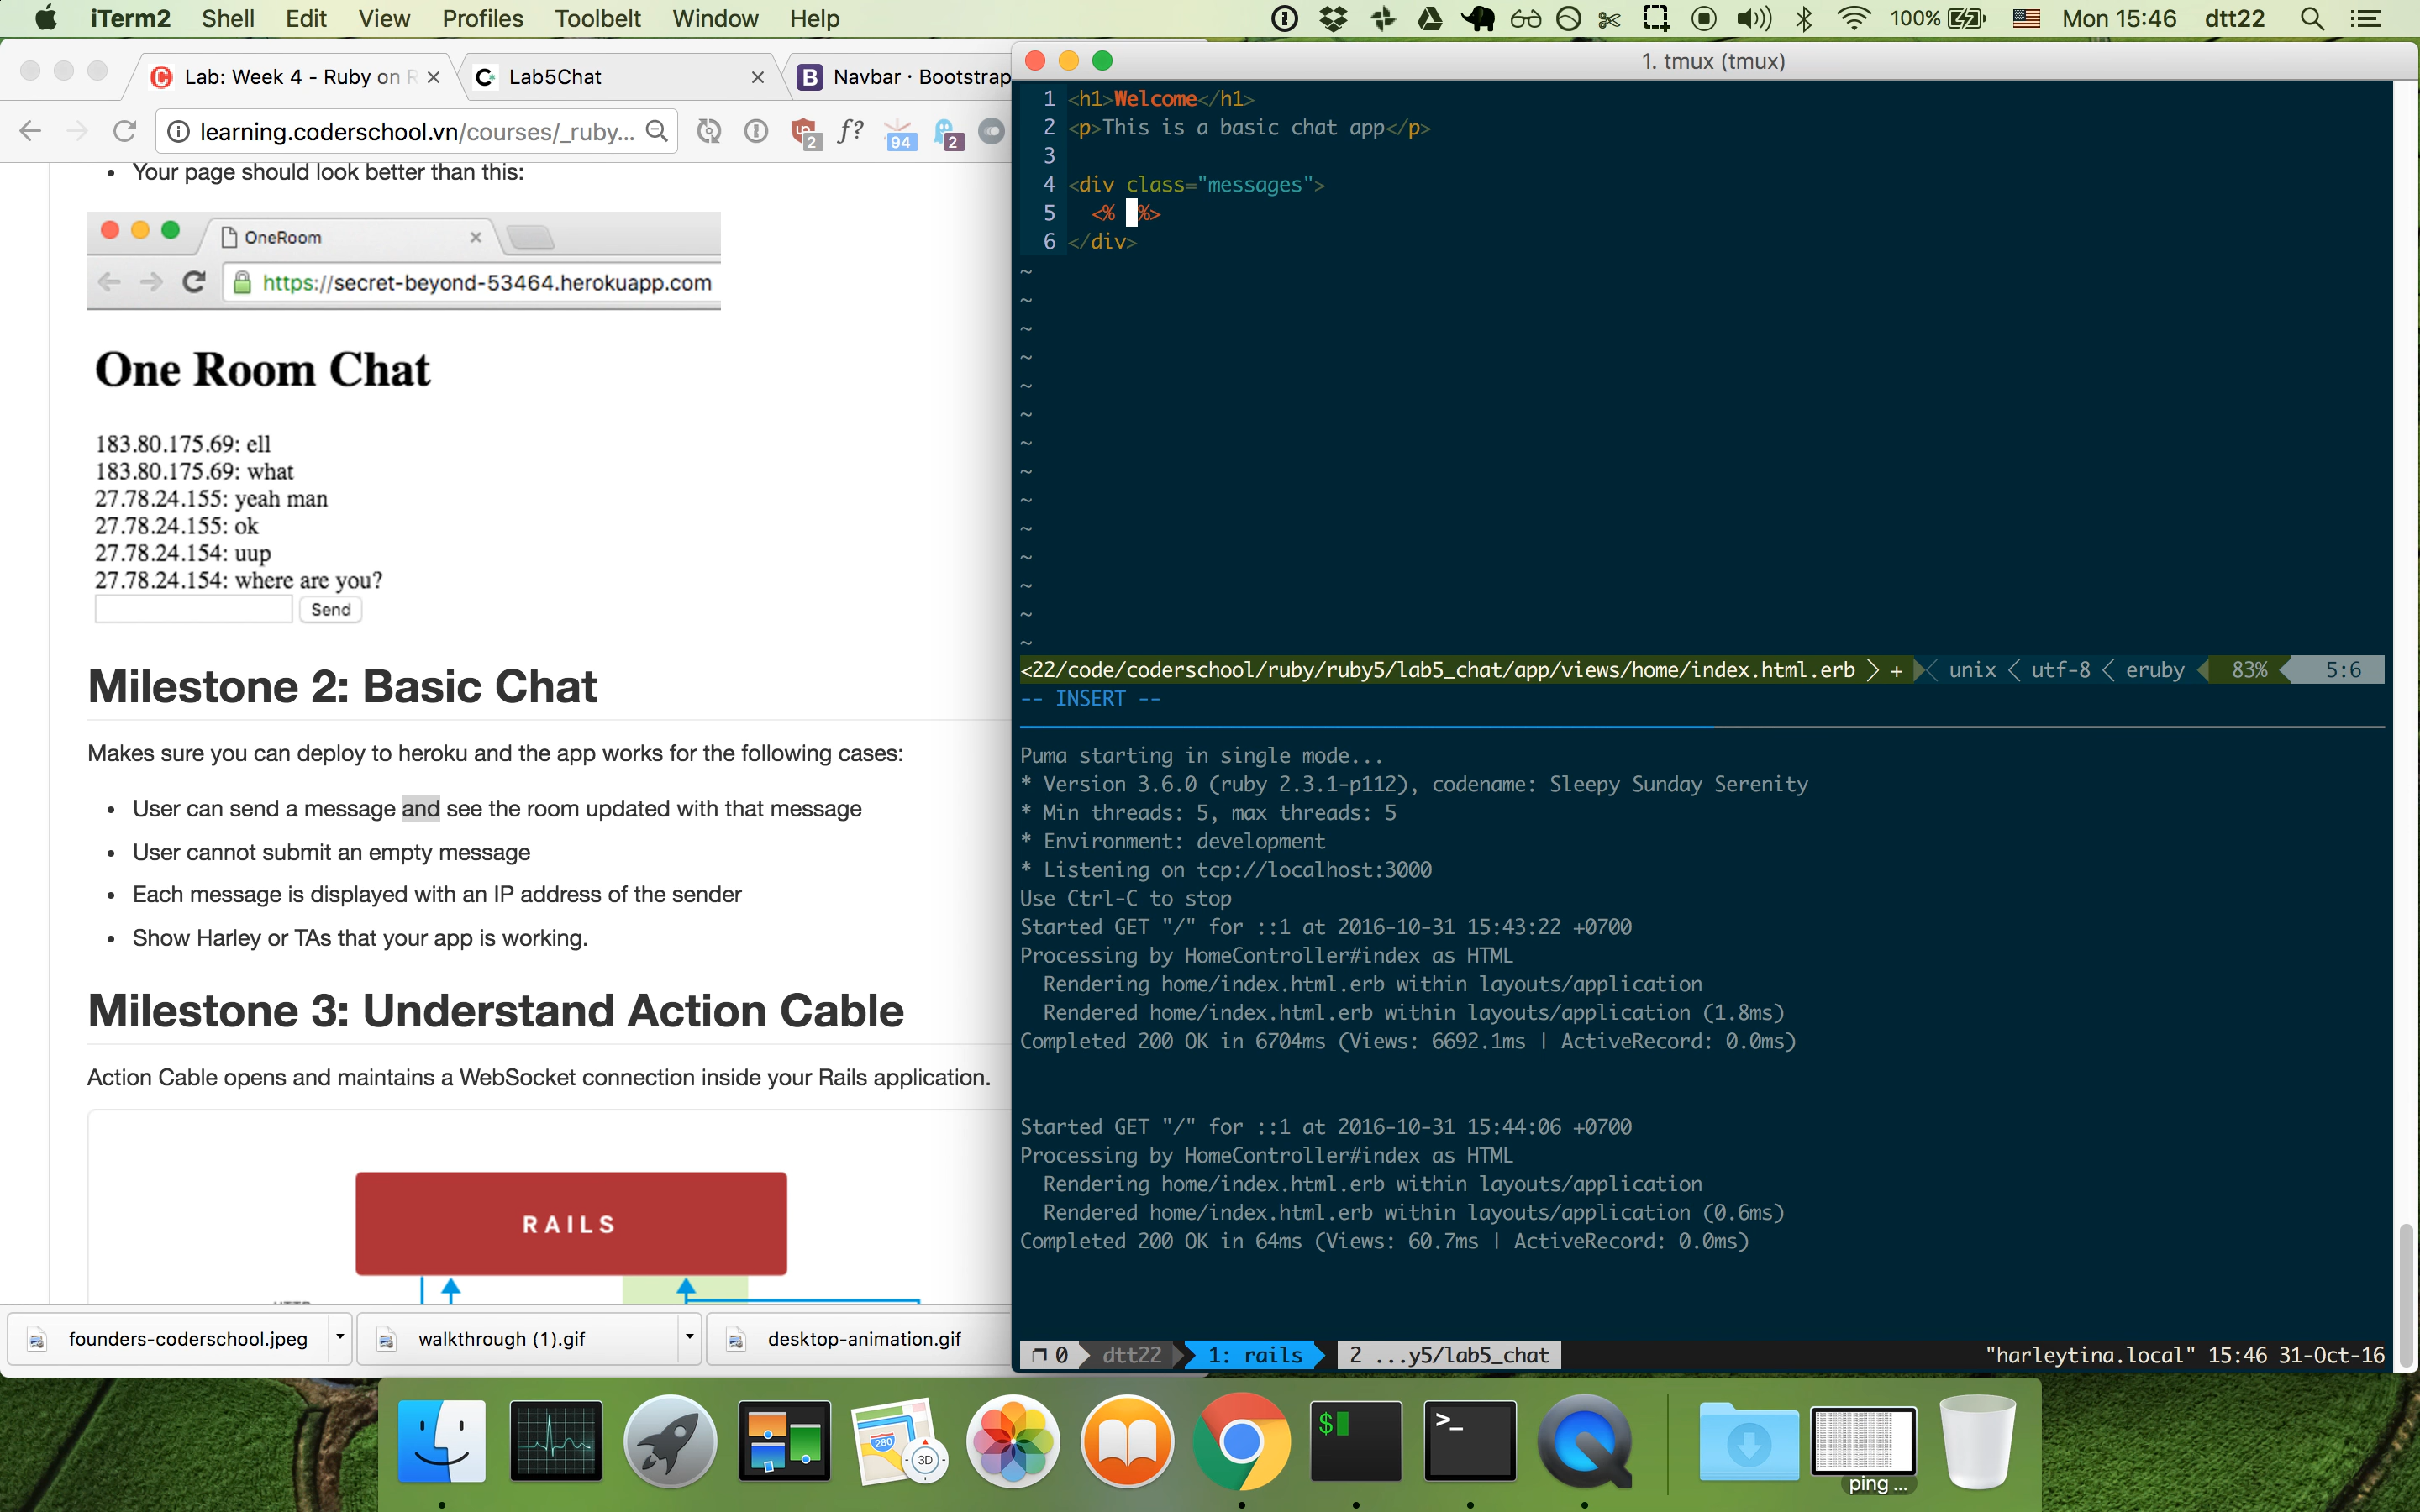 iTerm2 Shell Edit View Profiles Toolbelt Window Help
100% Mon 15:46 dtt22
Lab: Week 4 - Ruby on R
Lab5Chat
Navbar · Bootstrap
learning.coderschool.vn/courses/_ruby...
2 f? 94 2
• Your page should look better than this:
OneRoom
https://secret-beyond-53464.herokuapp.com
One Room Chat
183.80.175.69: ell
183.80.175.69: what
27.78.24.155: yeah man
27.78.24.155: ok
27.78.24.154: uup
27.78.24.154: where are you?
Send
Milestone 2: Basic Chat
Makes sure you can deploy to heroku and the app works for the following cases:
• User can send a message and see the room updated with that message
• User cannot submit an empty message
• Each message is displayed with an IP address of the sender
• Show Harley or TAs that your app is working.
Milestone 3: Understand Action Cable
Action Cable opens and maintains a WebSocket connection inside your Rails application.
RAILS
founders-coderschool.jpeg
walkthrough (1).gif
desktop-animation.gif
1. tmux (tmux)
1 <h1>Welcome</h1>
2 <p>This is a basic chat app</p>
3
4 <div class="messages">
5 <% %>
6 </div>
~
~
~
~
~
~
~
~
~
~
~
~
~
~
<22/code/coderschool/ruby/ruby5/lab5_chat/app/views/home/index.html.erb > + < unix < utf-8 < eruby 83% 5:6
-- INSERT --
Puma starting in single mode...
* Version 3.6.0 (ruby 2.3.1-p112), codename: Sleepy Sunday Serenity
* Min threads: 5, max threads: 5
* Environment: development
* Listening on tcp://localhost:3000
Use Ctrl-C to stop
Started GET "/" for ::1 at 2016-10-31 15:43:22 +0700
Processing by HomeController#index as HTML
Rendering home/index.html.erb within layouts/application
Rendered home/index.html.erb within layouts/application (1.8ms)
Completed 200 OK in 6704ms (Views: 6692.1ms | ActiveRecord: 0.0ms)
Started GET "/" for ::1 at 2016-10-31 15:44:06 +0700
Processing by HomeController#index as HTML
Rendering home/index.html.erb within layouts/application
Rendered home/index.html.erb within layouts/application (0.6ms)
Completed 200 OK in 64ms (Views: 60.7ms | ActiveRecord: 0.0ms)
0 dtt22 1: rails 2 ...y5/lab5_chat "harleytina.local" 15:46 31-Oct-16
280
3D
$
>_
ping ...